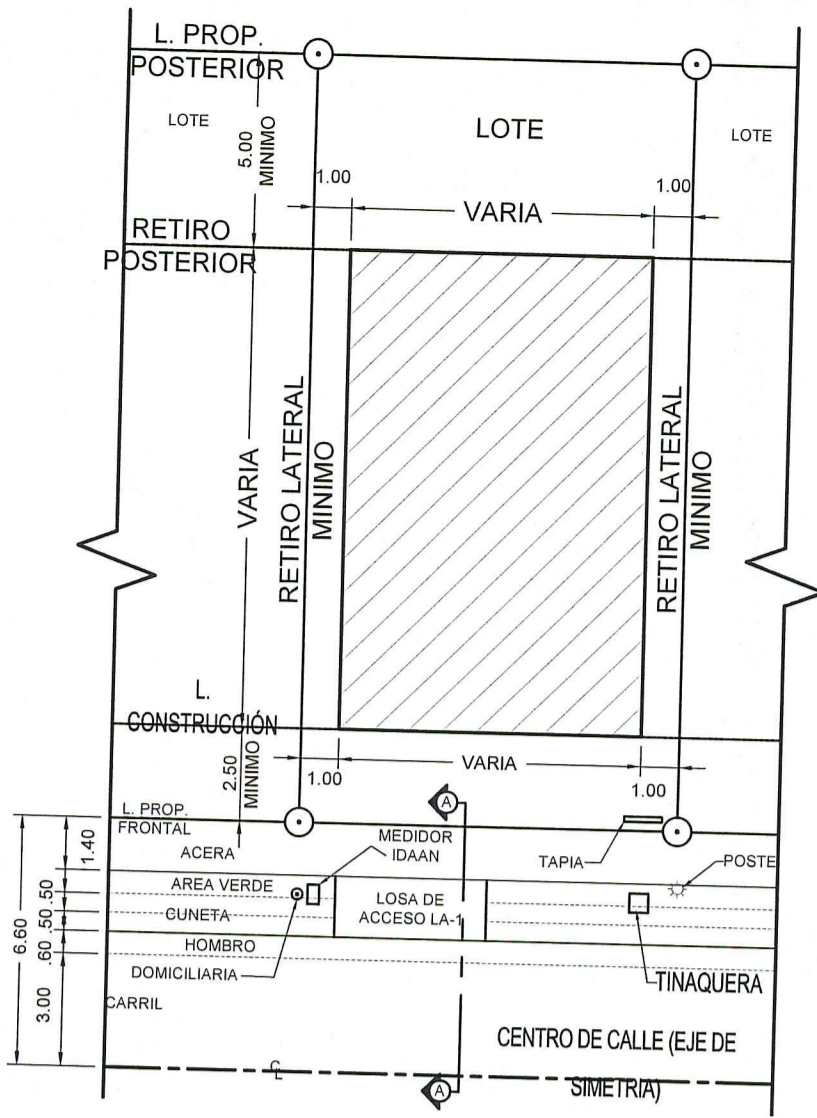 L. PROP.
POSTERIOR
LOTE
LOTE
LOTE
5.00
MINIMO
1.00
VARIA
1.00
RETIRO
POSTERIOR
VARIA
RETIRO LATERAL
MINIMO
RETIRO LATERAL
MINIMO
L.
CONSTRUCCIÓN
2.50
MINIMO
1.00
VARIA
1.00
L. PROP.
FRONTAL
A
ACERA
MEDIDOR
IDAAN
TAPIA
POSTE
1.40
AREA VERDE
.50
CUNETA
.50
LOSA DE
ACCESO LA-1
HOMBRO
.60
6.60
DOMICILIARIA
TINAQUERA
3.00
CARRIL
CENTRO DE CALLE (EJE DE
SIMETRIA)
CL
A